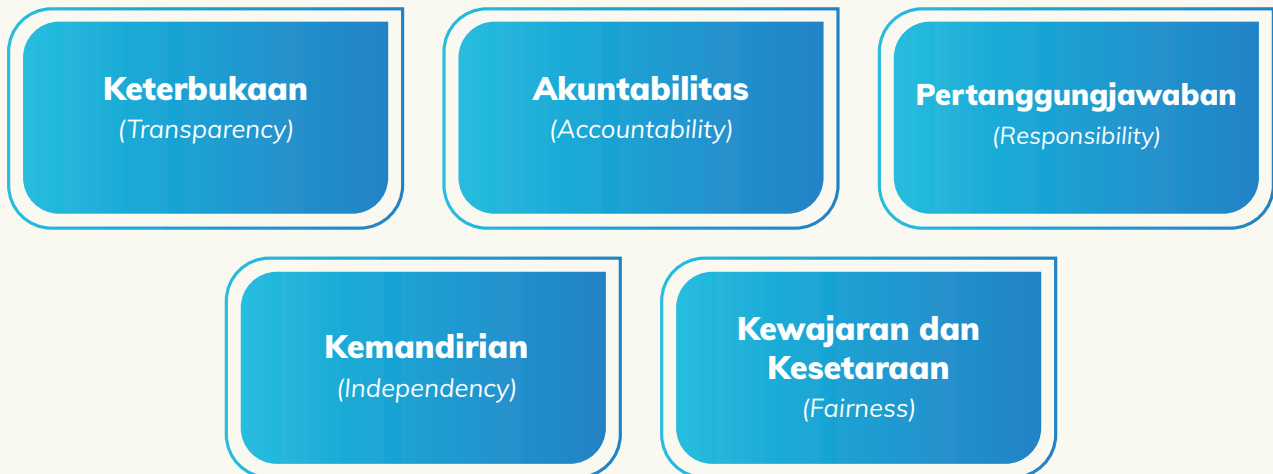 Keterbukaan
(Transparency)
Akuntabilitas
(Accountability)
Pertanggungjawaban
(Responsibility)
Kemandirian
(Independency)
Kewajaran dan
Kesetaraan
(Fairness)